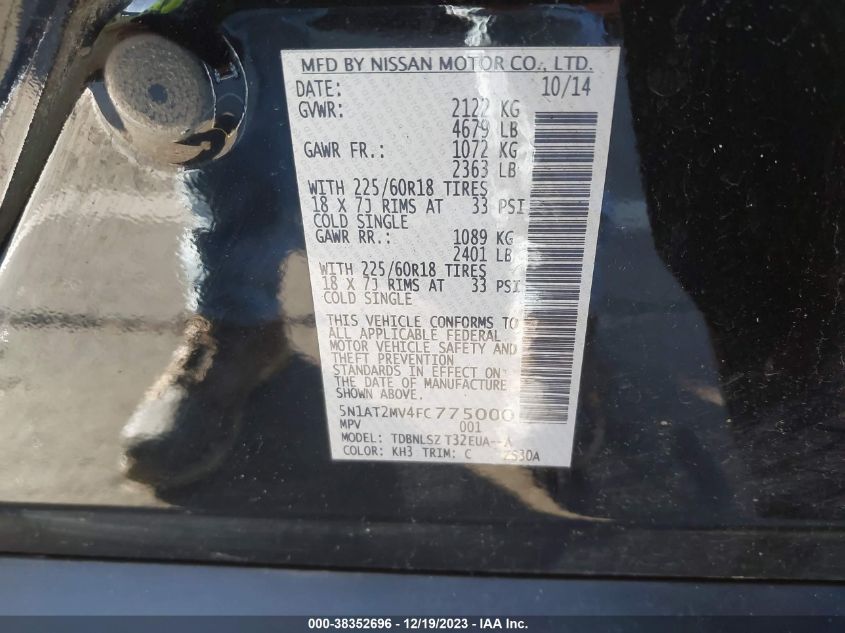 MFD BY NISSAN MOTOR CO., LTD.
DATE: 10/14
GVWR: 2122 KG
4679 LB
GAWR FR.: 1072 KG
2363 LB
WITH 225/60R18 TIRES
18 X 7J RIMS AT 33 PSI
COLD SINGLE
GAWR RR.: 1089 KG
2401 LB
WITH 225/60R18 TIRES
18 X 7J RIMS AT 33 PSI
COLD SINGLE
THIS VEHICLE CONFORMS TO
ALL APPLICABLE FEDERAL
MOTOR VEHICLE SAFETY AND
THEFT PREVENTION
STANDARDS IN EFFECT ON
THE DATE OF MANUFACTURE
SHOWN ABOVE.
5N1AT2MV4FC775000
MPV 001
MODEL: TDBNLSZ T32EUA--A
COLOR: KH3 TRIM: C ZS30A
000-38352696 - 12/19/2023 - IAA Inc.